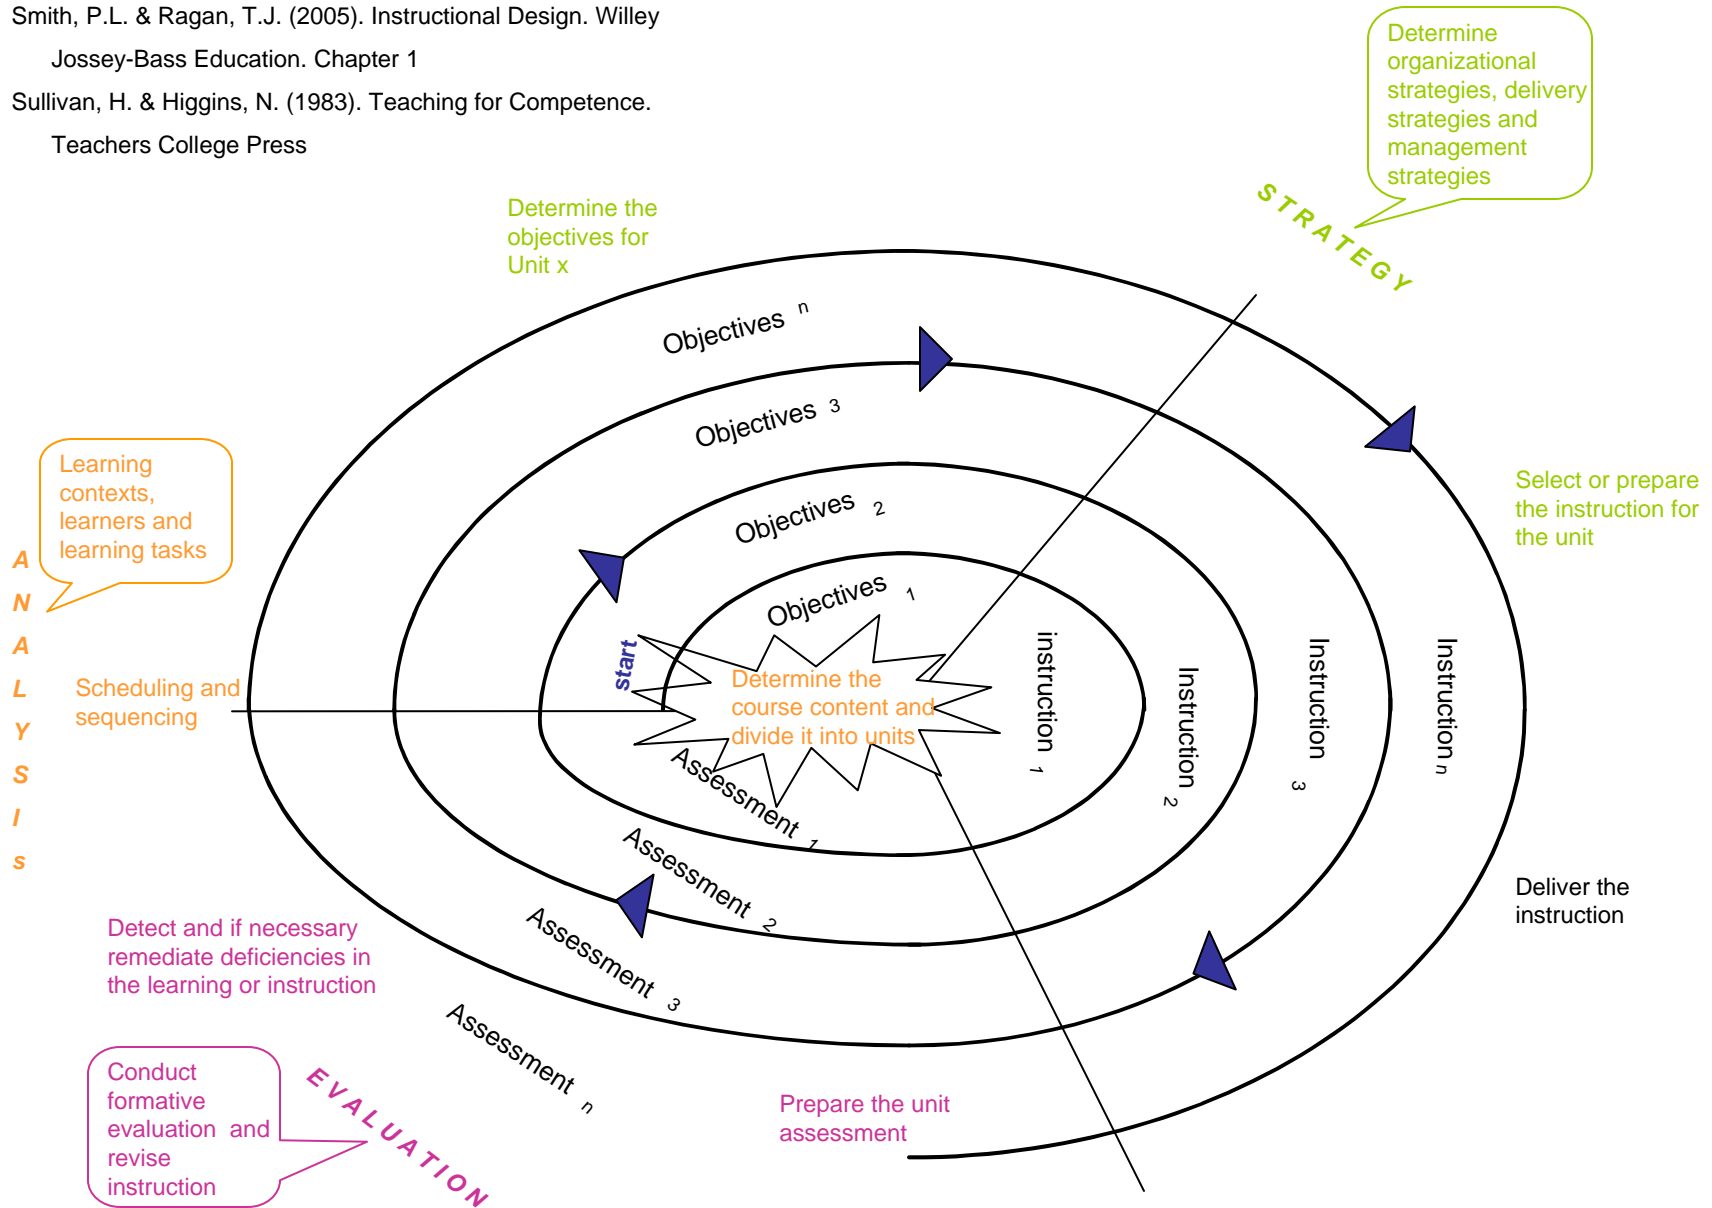 Smith, P.L. & Ragan, T.J. (2005). Instructional Design. Willey
Jossey-Bass Education. Chapter 1
Sullivan, H. & Higgins, N. (1983). Teaching for Competence.
Teachers College Press
Determine
organizational
strategies, delivery
strategies and
management
strategies
STRATEGY
Determine the
objectives for
Unit x
Objectives n
Objectives 3
Objectives 2
Objectives 1
Learning
contexts,
learners and
learning tasks
ANALYSIs
Scheduling and
sequencing
start
Determine the
course content and
divide it into units
instruction 1
Instruction 2
Instruction 3
Instruction n
Select or prepare
the instruction for
the unit
Deliver the
instruction
Assessment 1
Assessment 2
Assessment 3
Assessment n
Detect and if necessary
remediate deficiencies in
the learning or instruction
Conduct
formative
evaluation and
revise
instruction
EVALUATION
Prepare the unit
assessment